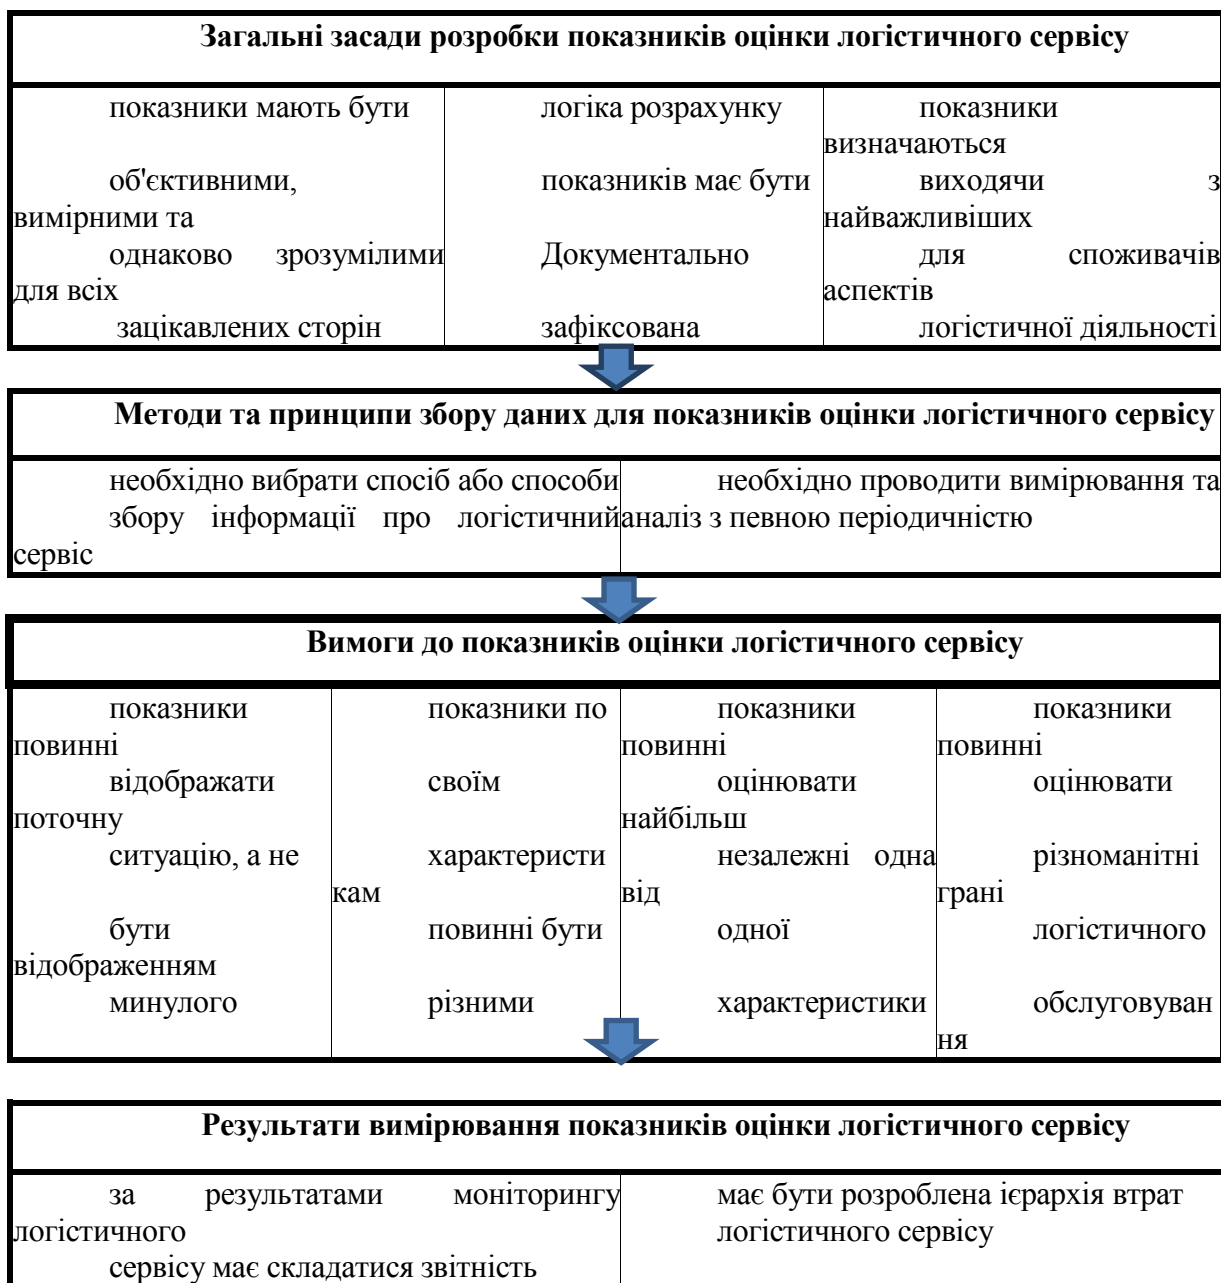 Загальні засади розробки показників оцінки логістичного сервісу
показники мають бути
об'єктивними,
вимірними та
однаково зрозумілими
для всіх
зацікавлених сторін
логіка розрахунку
показників має бути
Документально
зафіксована
показники
визначаються
виходячи з
найважливіших
для споживачів
аспектів
логістичної діяльності
Методи та принципи збору даних для показників оцінки логістичного сервісу
необхідно вибрати спосіб або способи
збору інформації про логістичний
сервіс
необхідно проводити вимірювання та
аналіз з певною періодичністю
Вимоги до показників оцінки логістичного сервісу
показники
повинні
відображати
поточну
ситуацію, а не
бути
відображенням
минулого
показники по
своїм
характеристи
кам
повинні бути
різними
показники
повинні
оцінювати
найбільш
незалежні одна
від
одної
характеристики
показники
повинні
оцінювати
різноманітні
грані
логістичного
обслуговуван
ня
Результати вимірювання показників оцінки логістичного сервісу
за результатами моніторингу
логістичного
сервісу має складатися звітність
має бути розроблена ієрархія втрат
логістичного сервісу